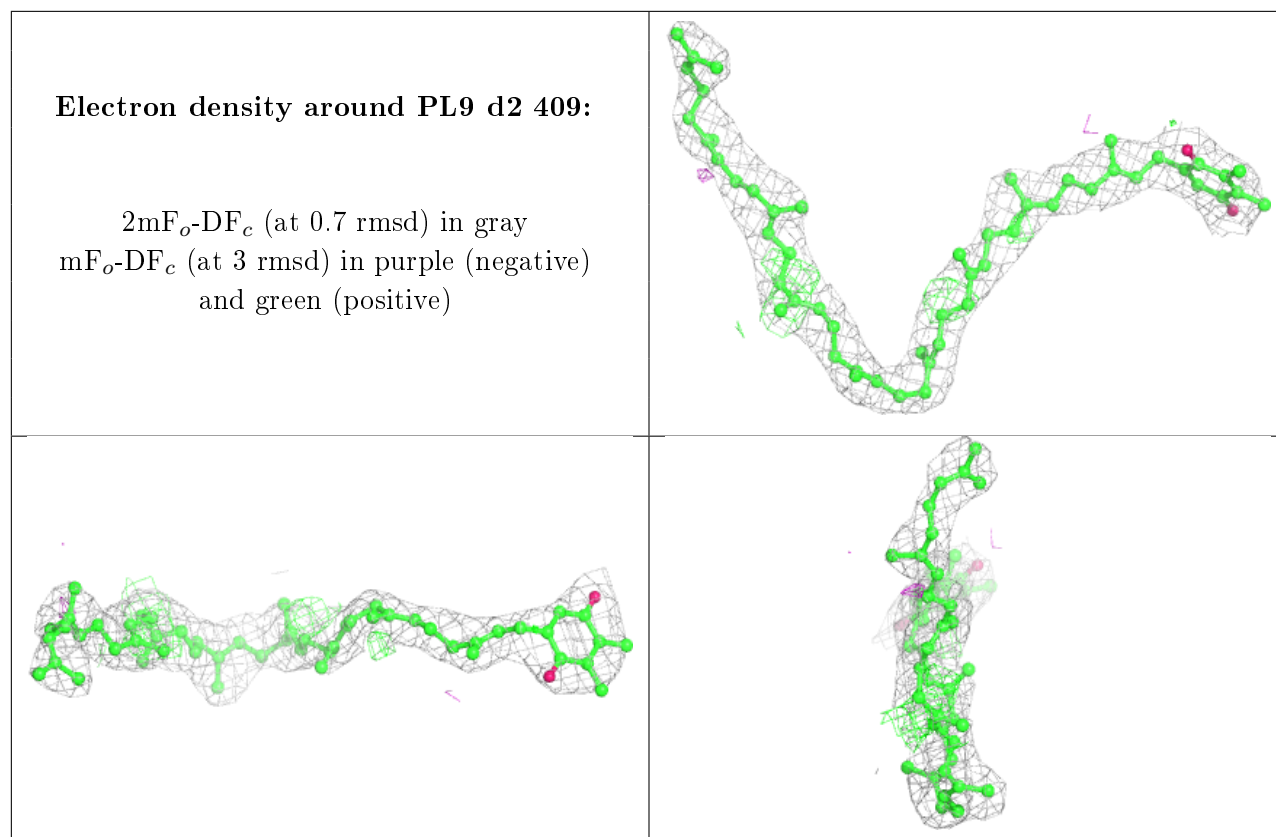 Electron density around PL9 d2 409:
2mFₒ-DF𝑐 (at 0.7 rmsd) in gray
mFₒ-DF𝑐 (at 3 rmsd) in purple (negative)
and green (positive)